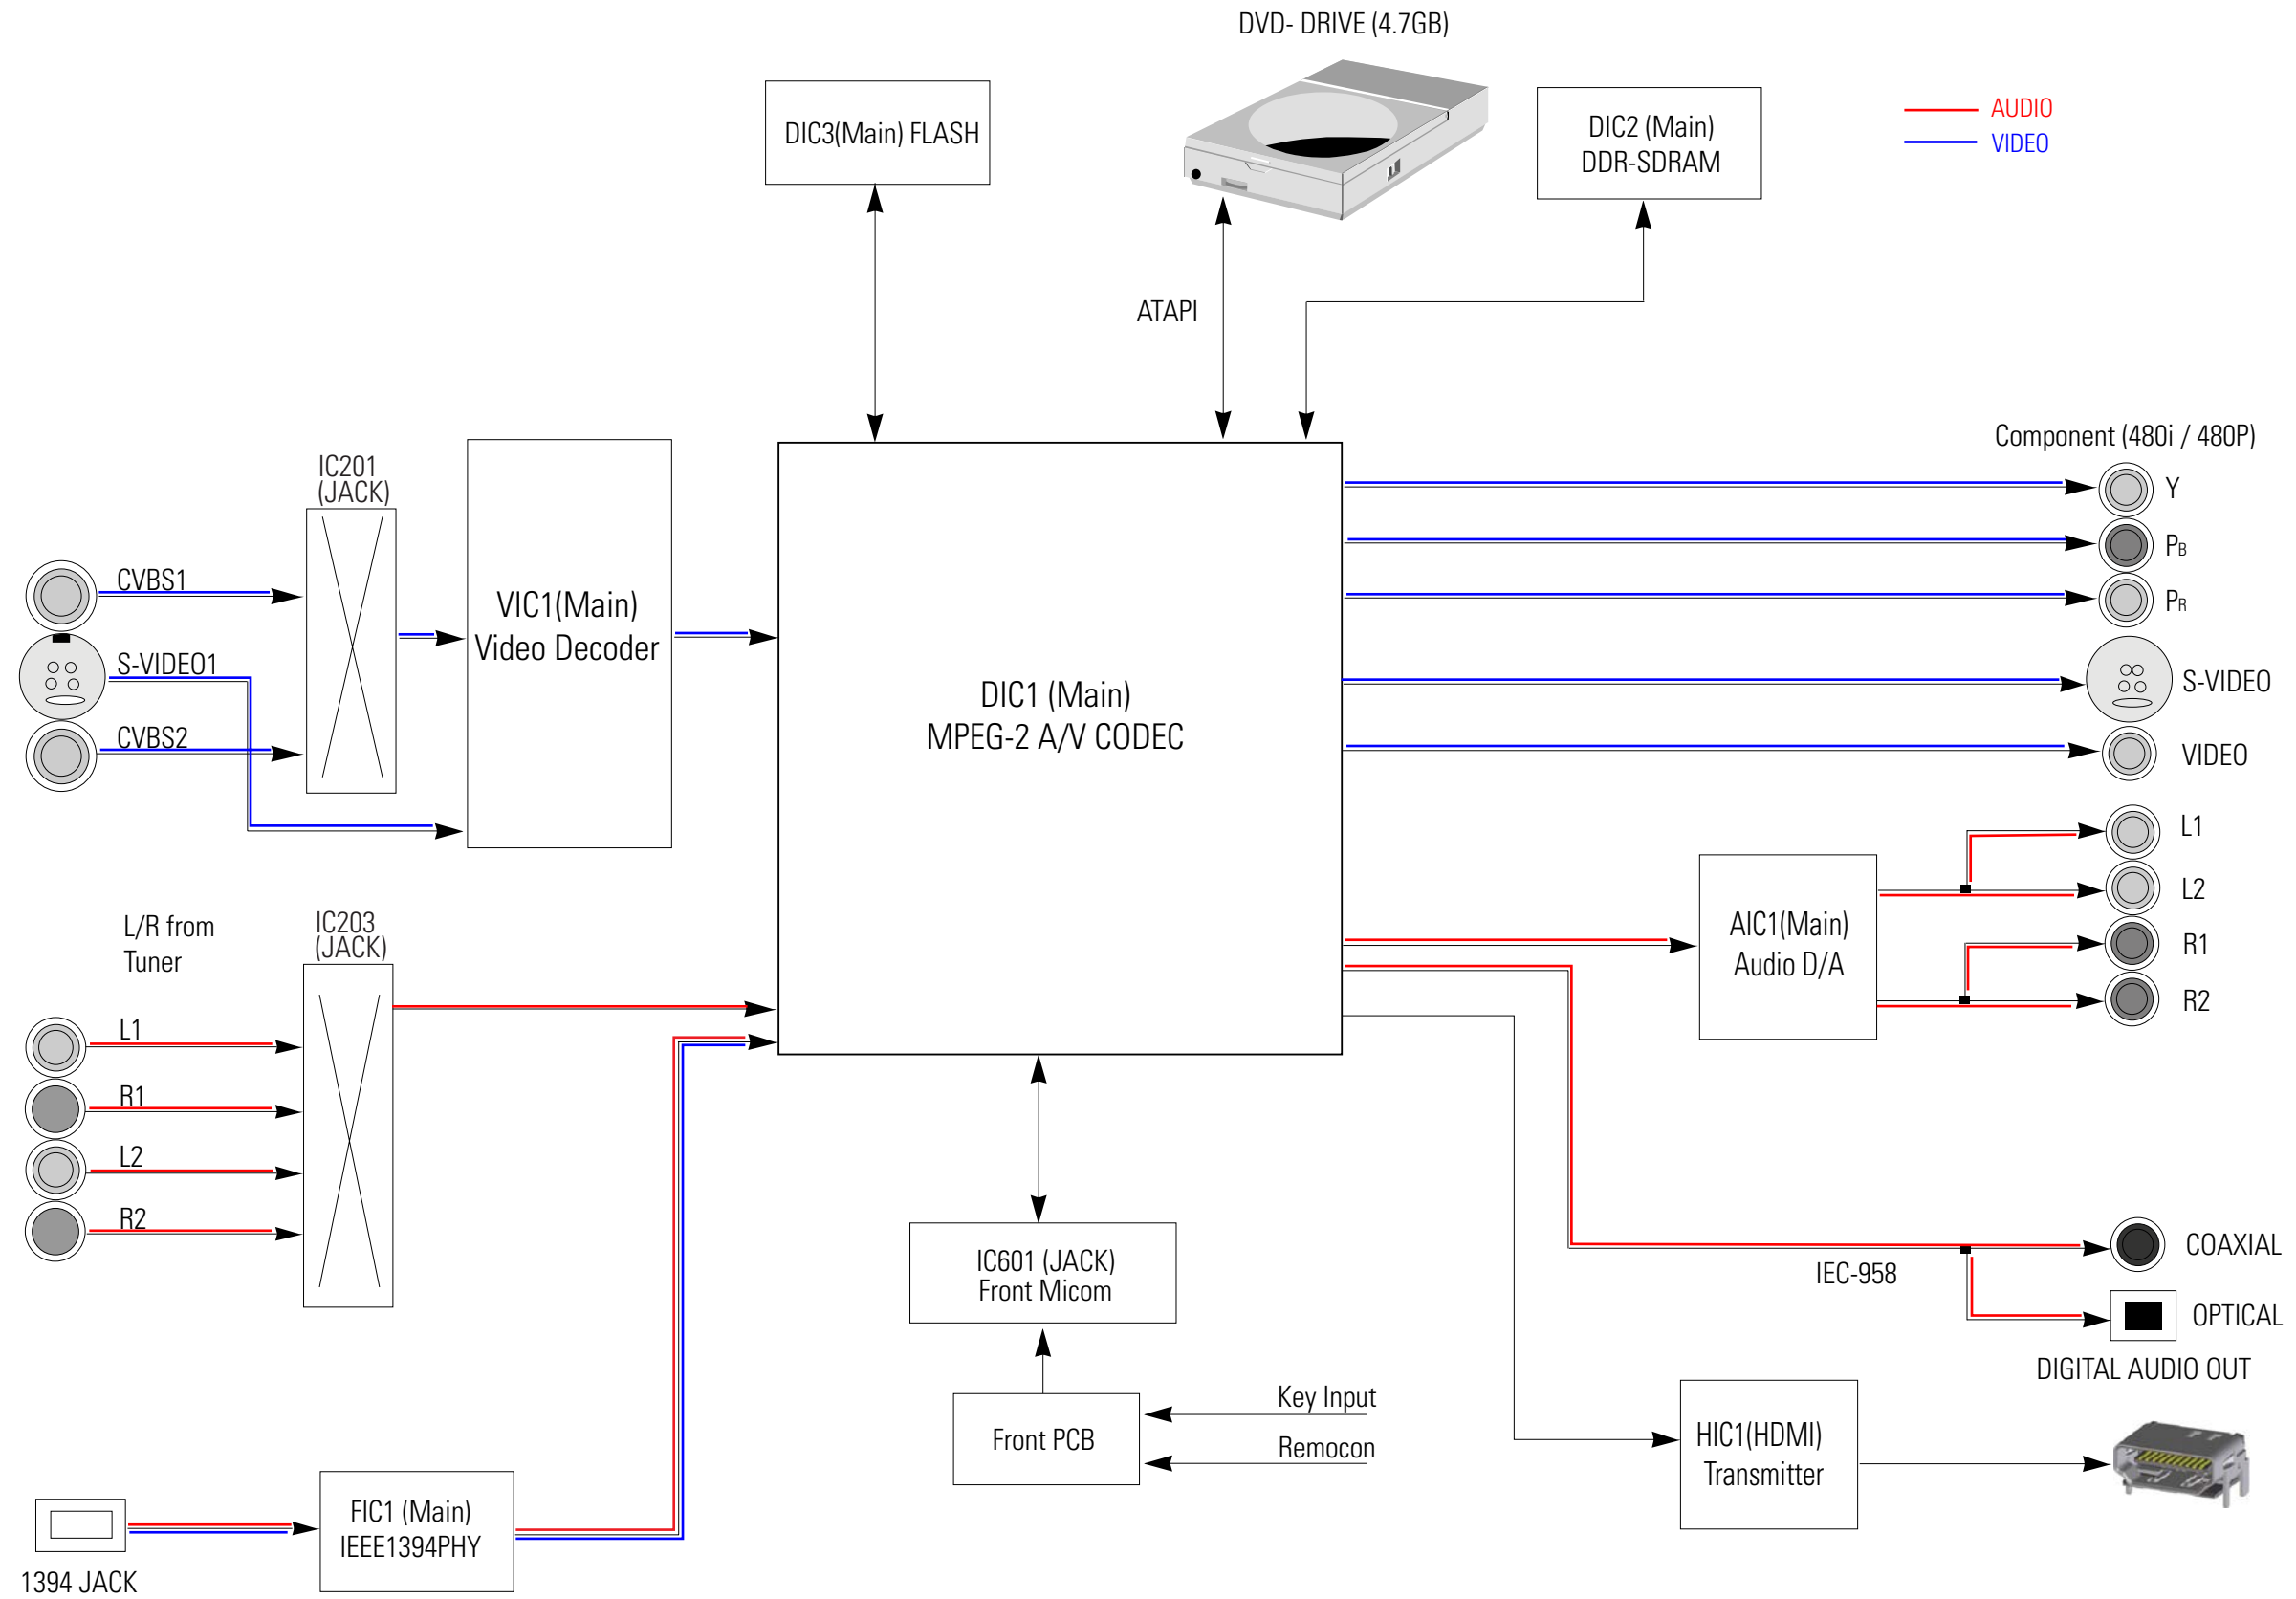 DVD- DRIVE (4.7GB)
DIC3(Main) FLASH
DIC2 (Main)
DDR-SDRAM
AUDIO
VIDEO
ATAPI
Component (480i / 480P)
IC201
(JACK)
Y
PB
PR
CVBS1
S-VIDEO1
CVBS2
VIC1(Main)
Video Decoder
DIC1 (Main)
MPEG-2 A/V CODEC
S-VIDEO
VIDEO
L1
L2
R1
R2
AIC1(Main)
Audio D/A
L/R from
Tuner
IC203
(JACK)
L1
R1
L2
R2
IC601 (JACK)
Front Micom
IEC-958
COAXIAL
OPTICAL
DIGITAL AUDIO OUT
Front PCB
Key Input
Remocon
HIC1(HDMI)
Transmitter
FIC1 (Main)
IEEE1394PHY
1394 JACK